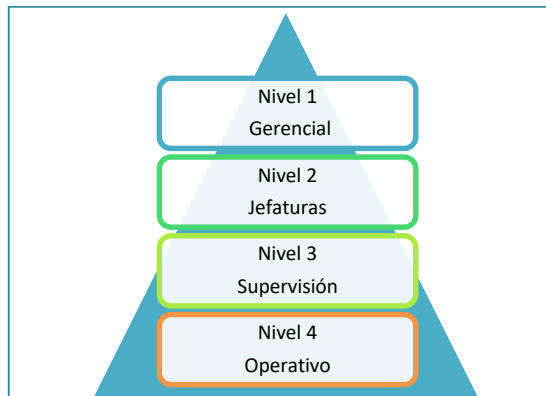 Nivel 1
Gerencial
Nivel 2
Jefaturas
Nivel 3
Supervisión
Nivel 4
Operativo